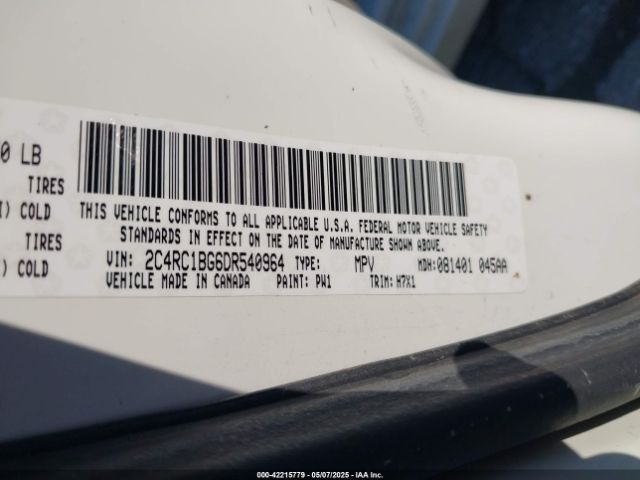 0 LB
TIRES
) COLD
TIRES
) COLD
THIS VEHICLE CONFORMS TO ALL APPLICABLE U.S.A. FEDERAL MOTOR VEHICLE SAFETY
STANDARDS IN EFFECT ON THE DATE OF MANUFACTURE SHOWN ABOVE.
VIN: 2C4RC1BG6DR540964 TYPE: MPV MDH: 081401 045AA
VEHICLE MADE IN CANADA PAINT: PW1 TRIM: H7X1
000-42215779 - 05/07/2025 - IAA Inc.